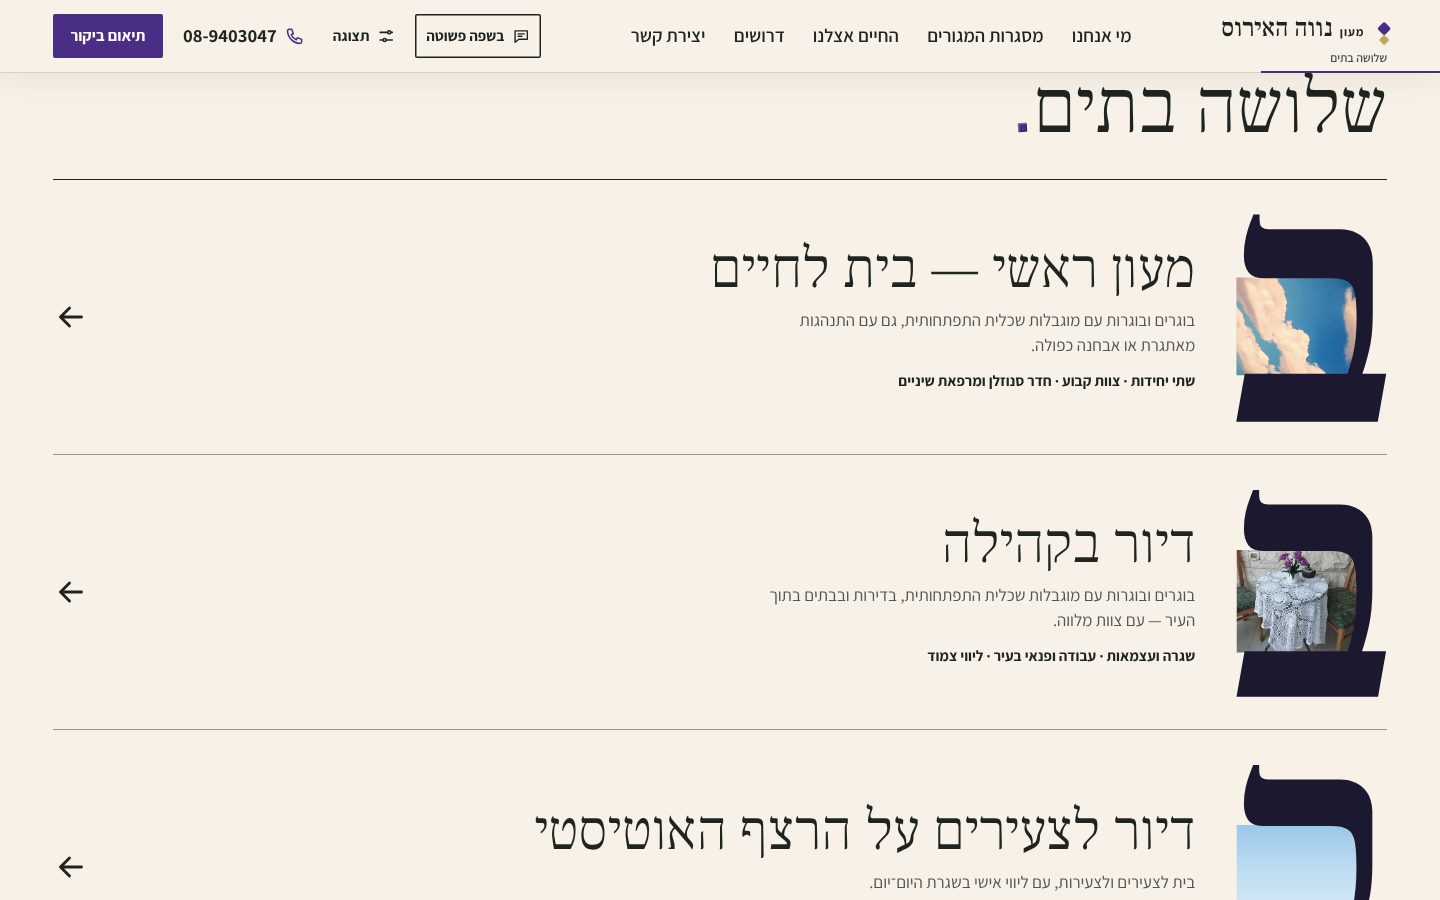 מעון נווה האירוס
שלושה בתים
מי אנחנו
מסגרות המגורים
החיים אצלנו
דרושים
יצירת קשר
בשפה פשוטה
תצוגה
08-9403047
תיאום ביקור
שלושה בתים.
ב
מעון ראשי — בית לחיים
בוגרים ובוגרות עם מוגבלות שכלית התפתחותית, גם עם התנהגות
מאתגרת או אבחנה כפולה.
שתי יחידות · צוות קבוע · חדר סנוזלן ומרפאת שיניים
ב
דיור בקהילה
בוגרים ובוגרות עם מוגבלות שכלית התפתחותית, בדירות ובבתים בתוך
העיר — עם צוות מלווה.
שגרה ועצמאות · עבודה ופנאי בעיר · ליווי צמוד
ב
דיור לצעירים על הרצף האוטיסטי
בית לצעירים ולצעירות, עם ליווי אישי בשגרת היום־יום.